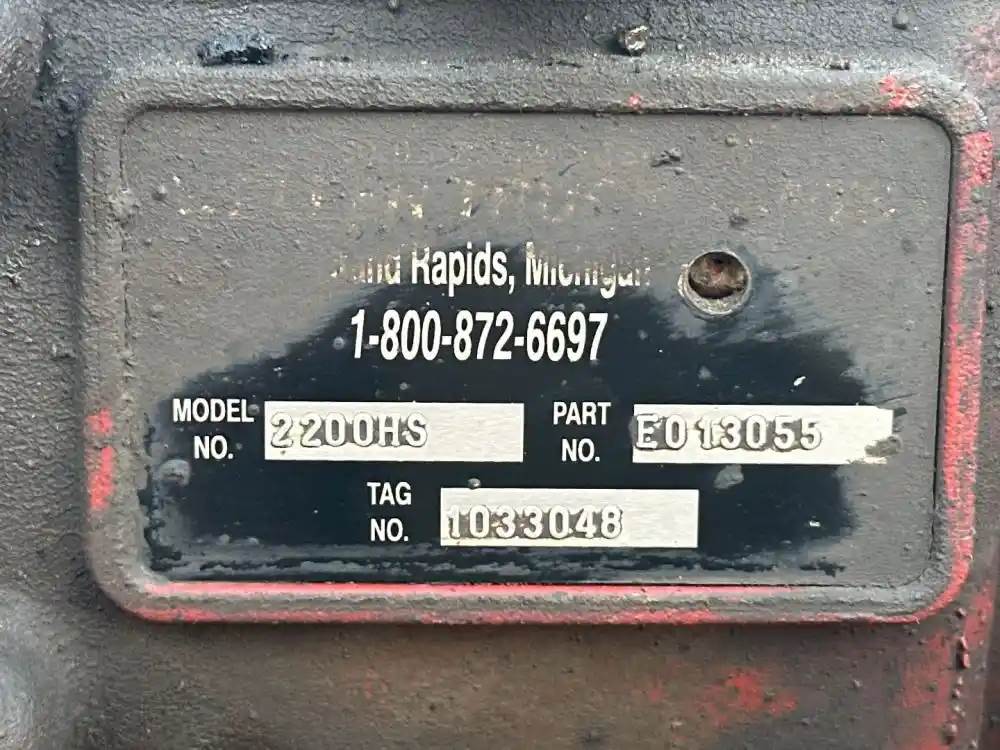 Rapids, Michigan
1-800-872-6697
MODEL NO. 2200HS
PART NO. E013055
TAG NO. 1033048